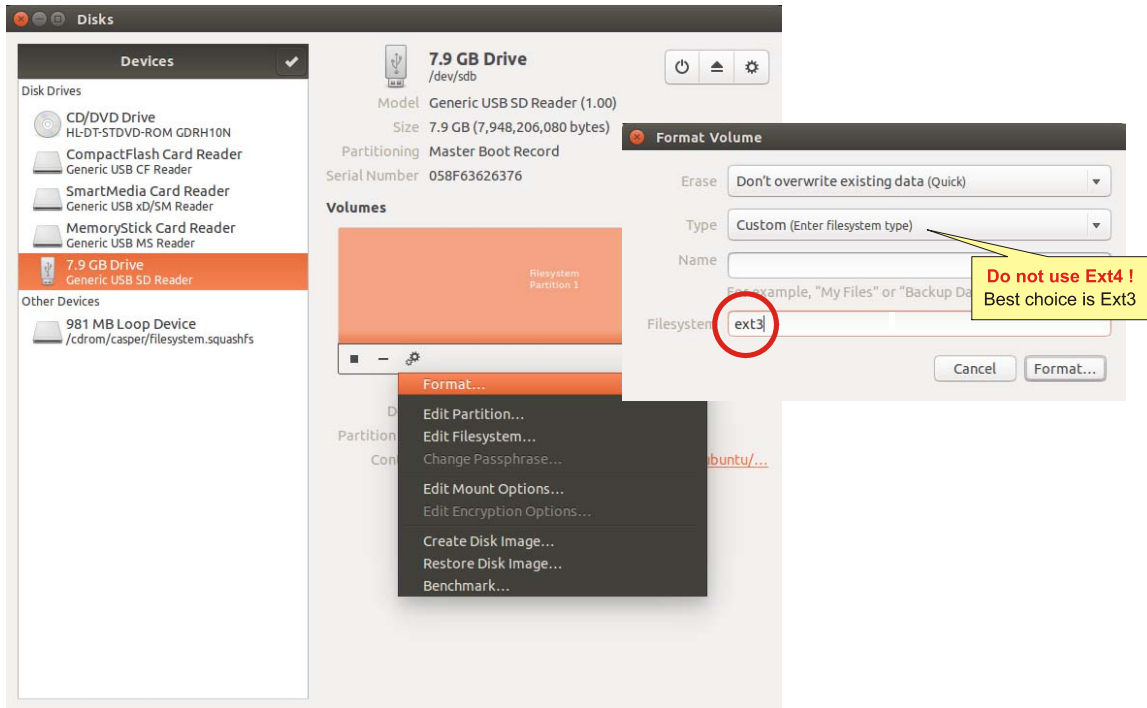 Disks
Devices
Disk Drives
CD/DVD Drive
HL-DT-STDVD-ROM GDRH10N
CompactFlash Card Reader
Generic USB CF Reader
SmartMedia Card Reader
Generic USB xD/SM Reader
MemoryStick Card Reader
Generic USB MS Reader
7.9 GB Drive
Generic USB SD Reader
Other Devices
981 MB Loop Device
/cdrom/casper/filesystem.squashfs
7.9 GB Drive
/dev/sdb
Model Generic USB SD Reader (1.00)
Size 7.9 GB (7,948,206,080 bytes)
Partitioning Master Boot Record
Serial Number 058F63626376
Volumes
Filesystem
Partition 1
D
Partition
Con
ubuntu/...
Format...
Edit Partition...
Edit Filesystem...
Change Passphrase...
Edit Mount Options...
Edit Encryption Options...
Create Disk Image...
Restore Disk Image...
Benchmark...
Format Volume
Erase Don't overwrite existing data (Quick)
Type Custom (Enter filesystem type)
Name
For example, "My Files" or "Backup Da
Filesystem ext3
Cancel Format...
Do not use Ext4 !
Best choice is Ext3